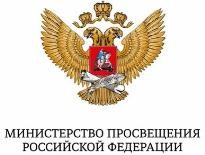 МИНИСТЕРСТВО ПРОСВЕЩЕНИЯ
РОССИЙСКОЙ ФЕДЕРАЦИИ